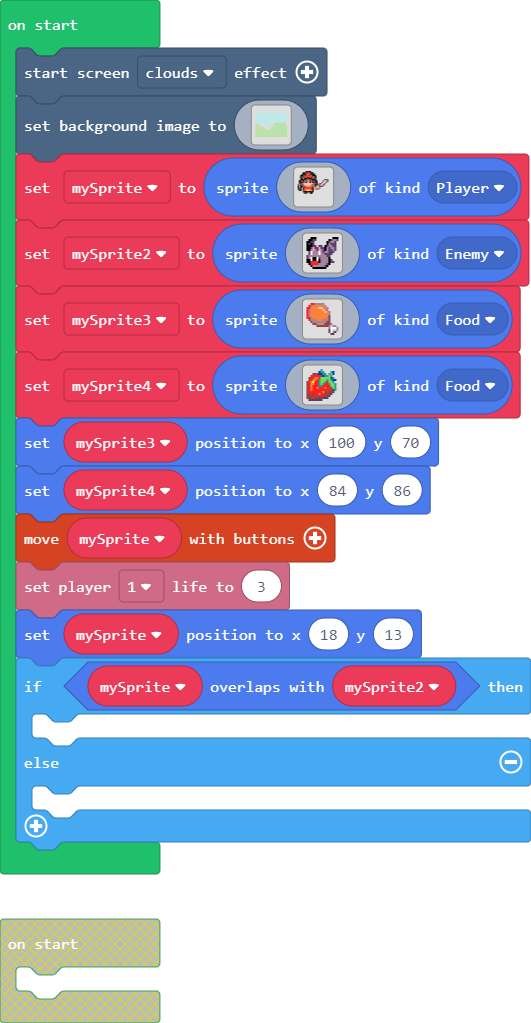 on start
start screen clouds effect
set background image to
set mySprite to sprite of kind Player
set mySprite2 to sprite of kind Enemy
set mySprite3 to sprite of kind Food
set mySprite4 to sprite of kind Food
set mySprite3 position to x 100 y 70
set mySprite4 position to x 84 y 86
move mySprite with buttons
set player 1 life to 3
set mySprite position to x 18 y 13
if mySprite overlaps with mySprite2 then
else
on start